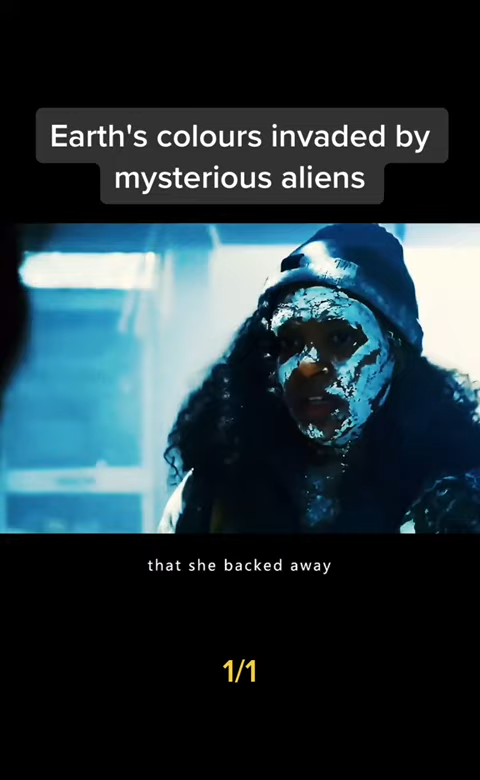 Earth's colours invaded by
mysterious aliens
that she backed away
1/1